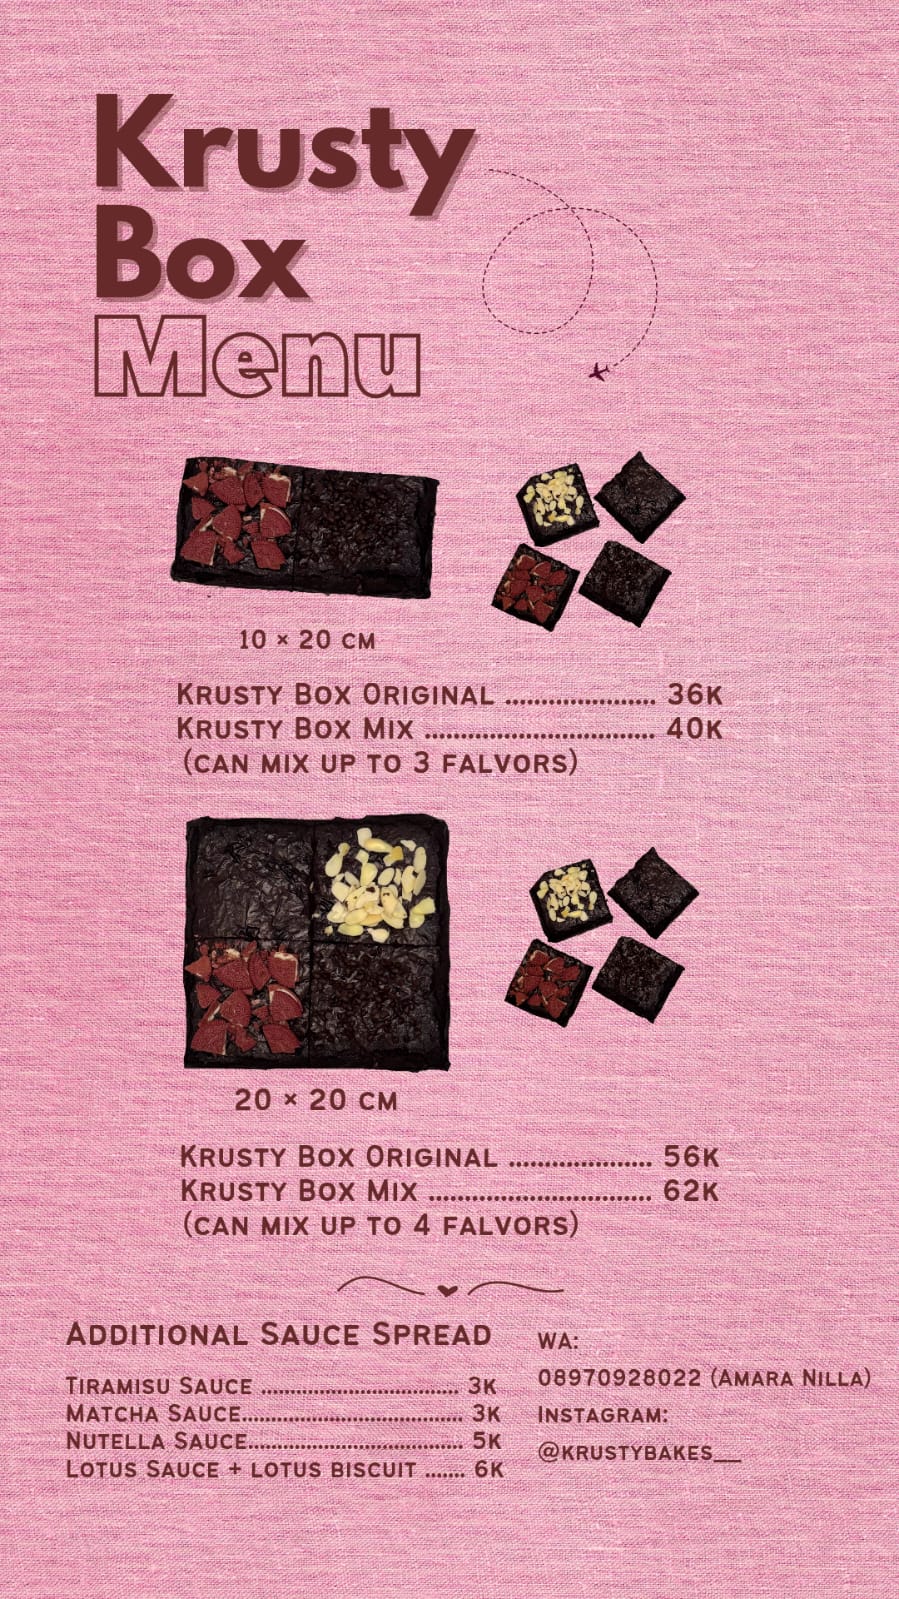 Krusty
Box
Menu
10 × 20 CM
KRUSTY BOX ORIGINAL ........................ 36K
KRUSTY BOX MIX ..................................... 40K
(CAN MIX UP TO 3 FALVORS)
20 × 20 CM
KRUSTY BOX ORIGINAL ....................... 56K
KRUSTY BOX MIX .................................... 62K
(CAN MIX UP TO 4 FALVORS)
ADDITIONAL SAUCE SPREAD
TIRAMISU SAUCE ...................................... 3K
MATCHA SAUCE.......................................... 3K
NUTELLA SAUCE......................................... 5K
LOTUS SAUCE + LOTUS BISCUIT ........ 6K
WA:
08970928022 (AMARA NILLA)
INSTAGRAM:
@KRUSTYBAKES__